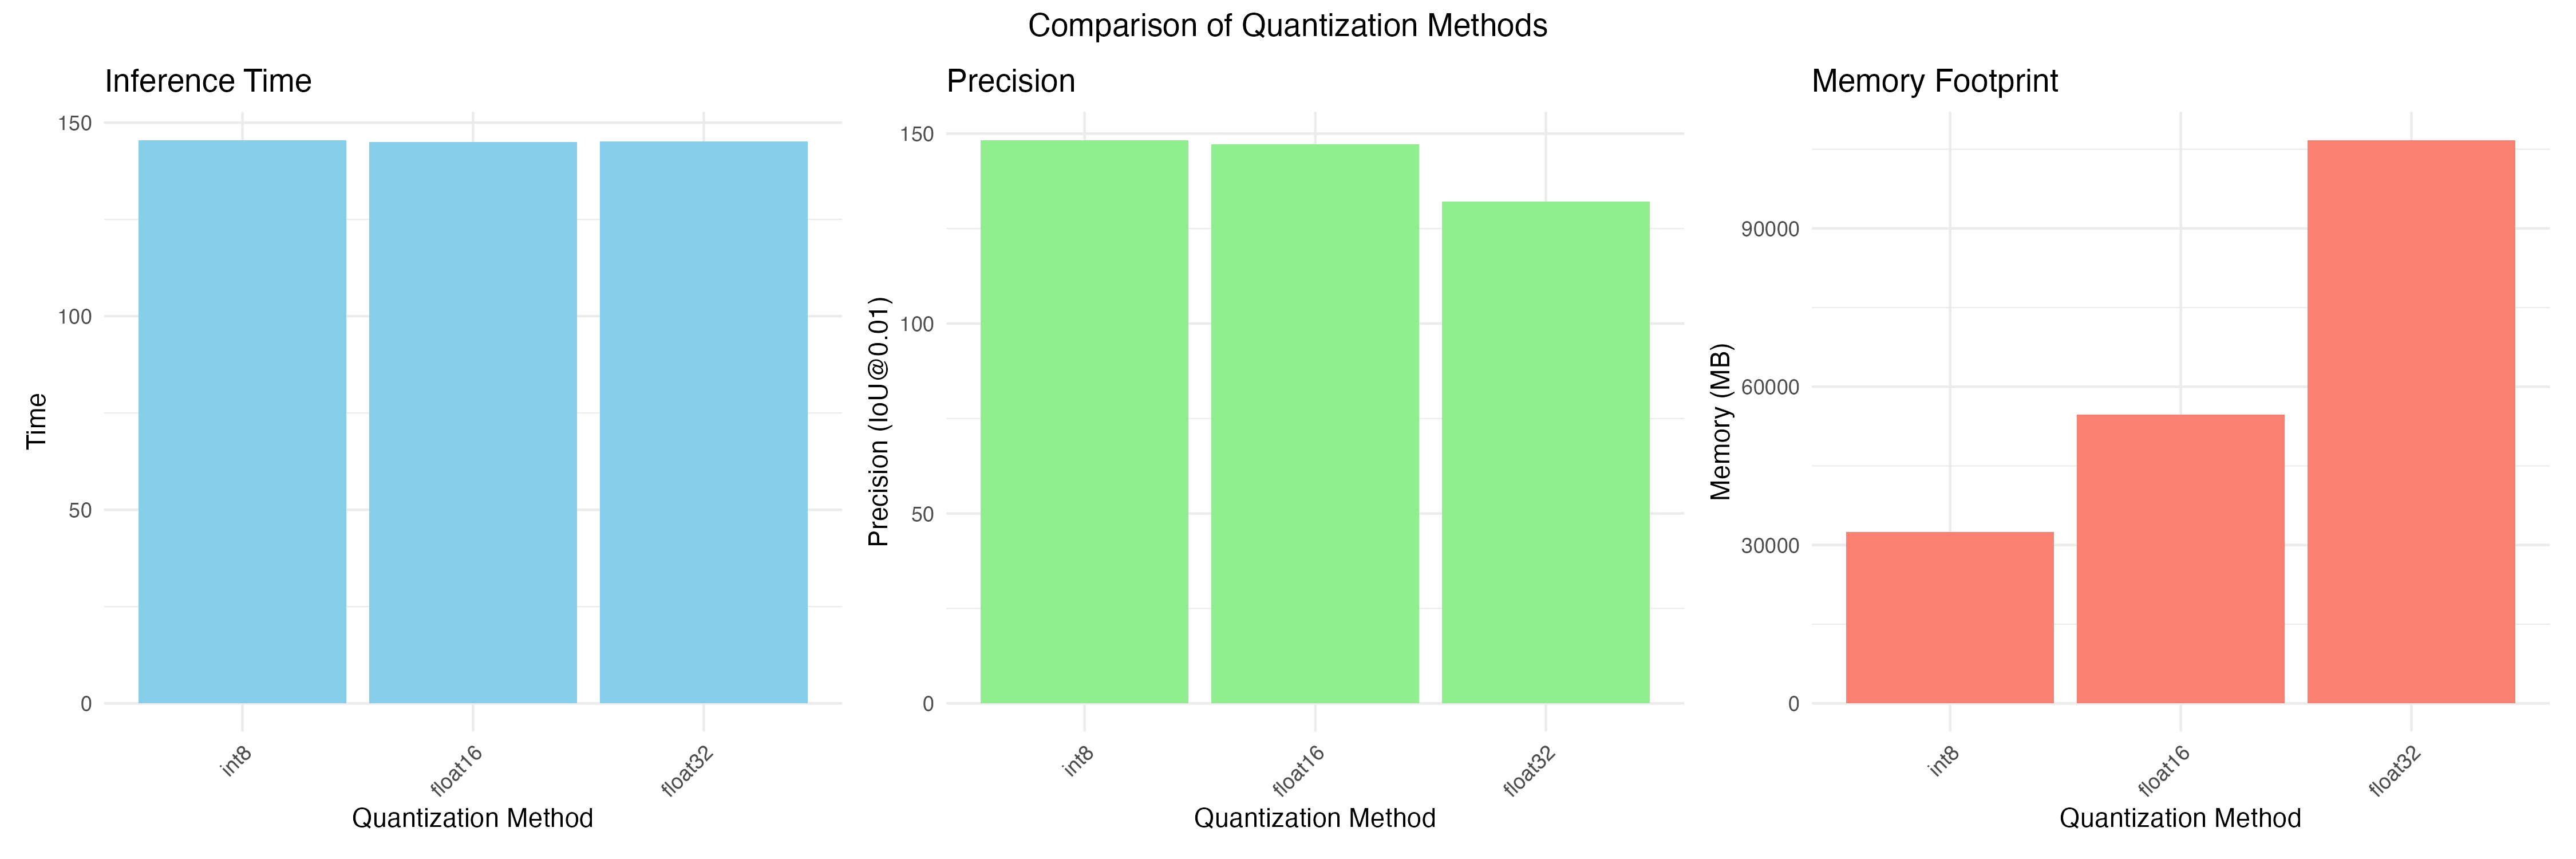 Comparison of Quantization Methods
Inference Time
150
100
50
0
Time
int8
float16
float32
Quantization Method
Precision
150
100
50
0
Precision (IoU@0.01)
int8
float16
float32
Quantization Method
Memory Footprint
90000
60000
30000
0
Memory (MB)
int8
float16
float32
Quantization Method